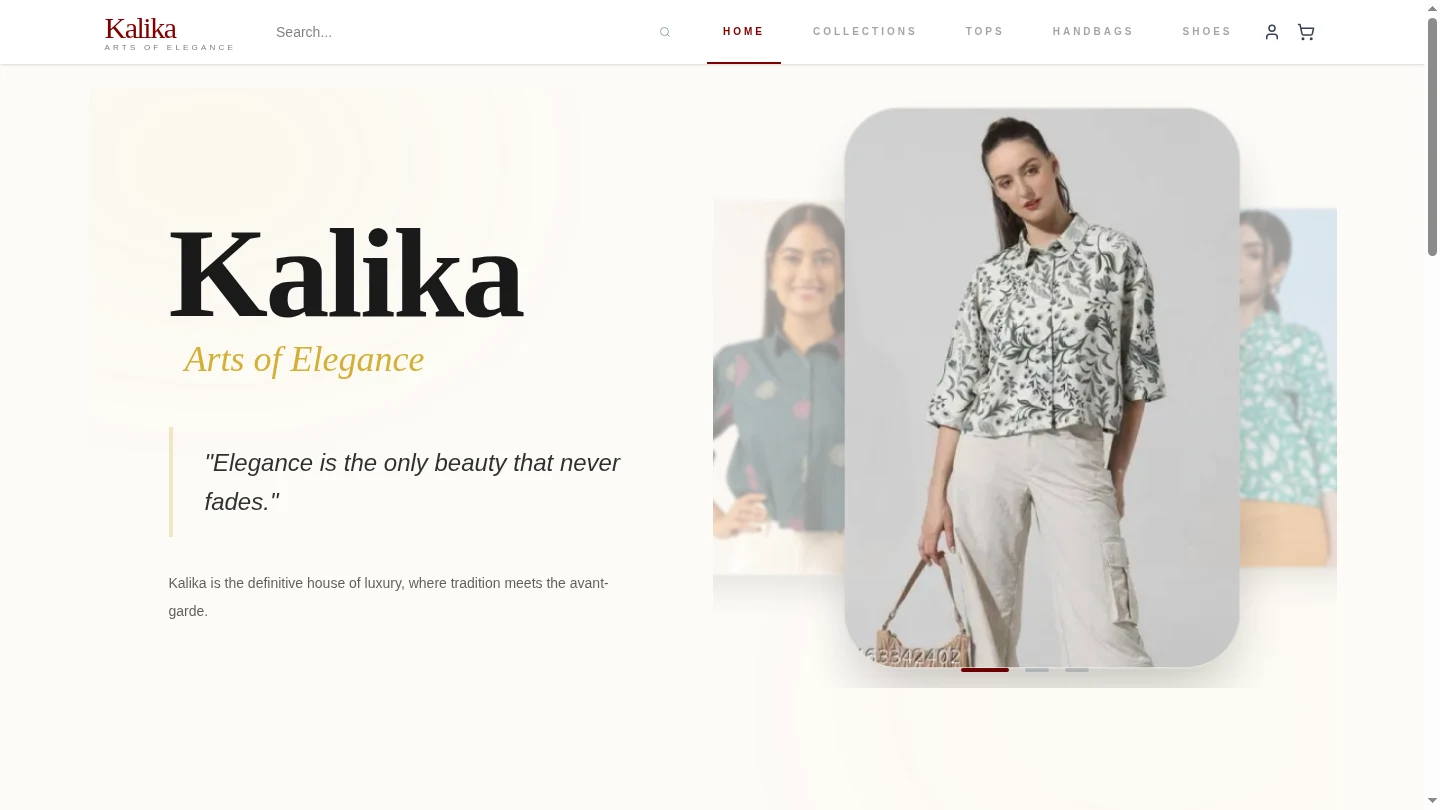 Kalika
ARTS OF ELEGANCE
Search...
HOME
COLLECTIONS
TOPS
HANDBAGS
SHOES
Kalika
Arts of Elegance
"Elegance is the only beauty that never
fades."
Kalika is the definitive house of luxury, where tradition meets the avant-
garde.